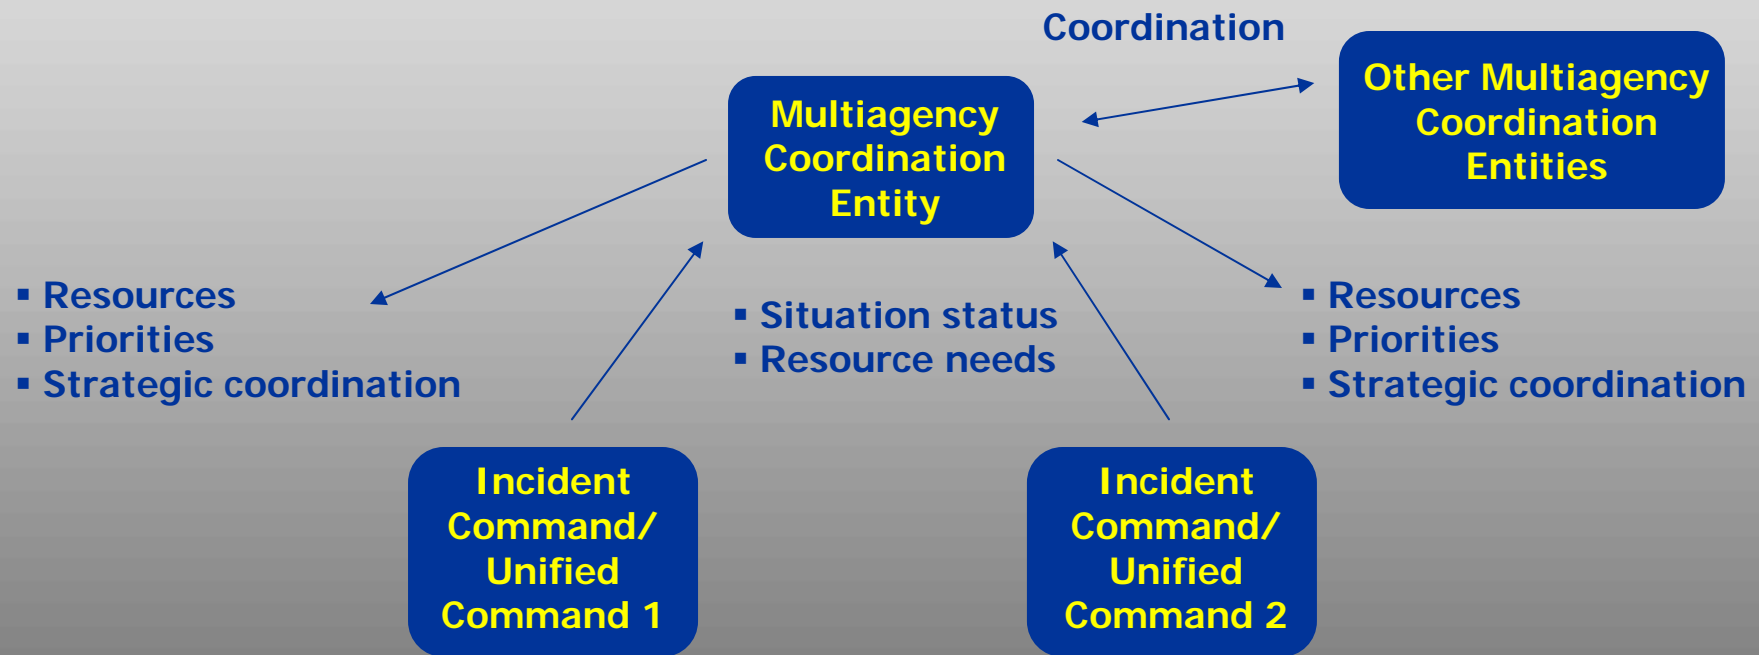 Coordination
Other Multiagency
Coordination
Entities
Multiagency
Coordination
Entity
▪ Resources
▪ Priorities
▪ Strategic coordination
▪ Situation status
▪ Resource needs
▪ Resources
▪ Priorities
▪ Strategic coordination
Incident
Command/
Unified
Command 1
Incident
Command/
Unified
Command 2